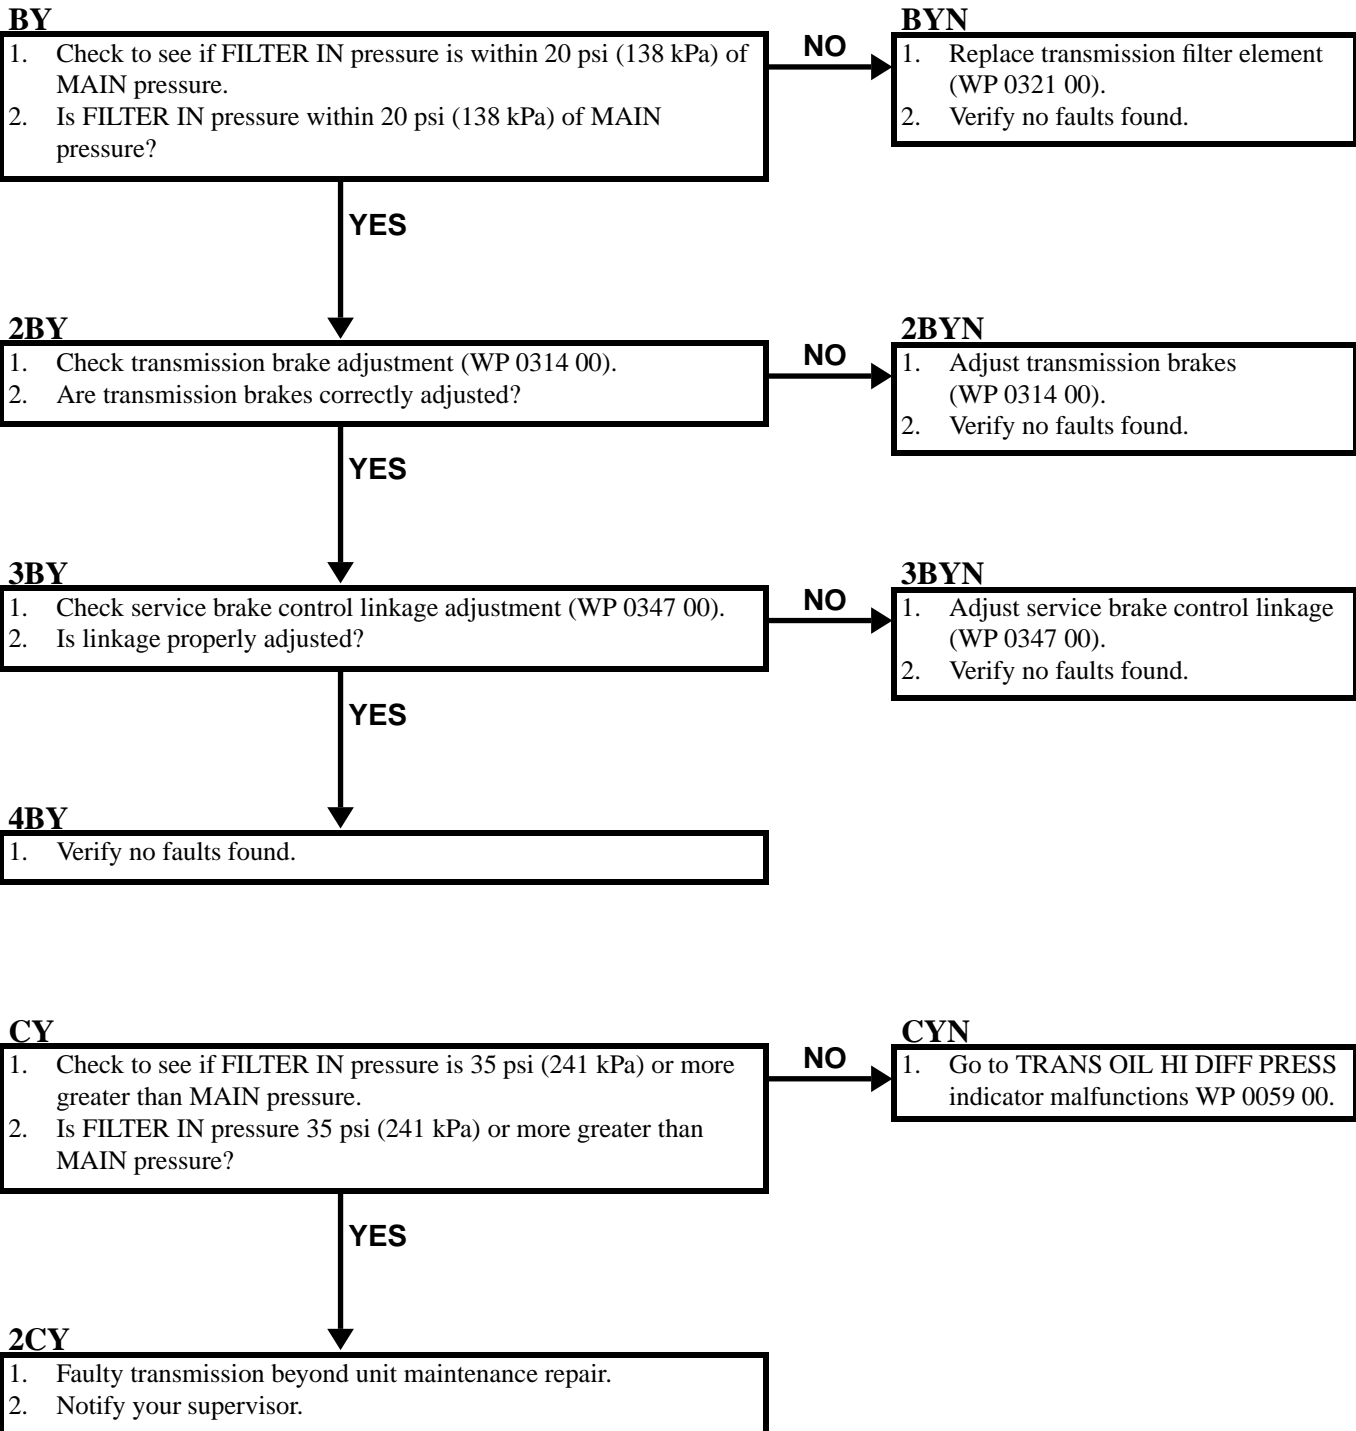 BY
1. Check to see if FILTER IN pressure is within 20 psi (138 kPa) of
MAIN pressure.
2. Is FILTER IN pressure within 20 psi (138 kPa) of MAIN
pressure?
NO
BYN
1. Replace transmission filter element
(WP 0321 00).
2. Verify no faults found.
YES
2BY
1. Check transmission brake adjustment (WP 0314 00).
2. Are transmission brakes correctly adjusted?
NO
2BYN
1. Adjust transmission brakes
(WP 0314 00).
2. Verify no faults found.
YES
3BY
1. Check service brake control linkage adjustment (WP 0347 00).
2. Is linkage properly adjusted?
NO
3BYN
1. Adjust service brake control linkage
(WP 0347 00).
2. Verify no faults found.
YES
4BY
1. Verify no faults found.
CY
1. Check to see if FILTER IN pressure is 35 psi (241 kPa) or more
greater than MAIN pressure.
2. Is FILTER IN pressure 35 psi (241 kPa) or more greater than
MAIN pressure?
NO
CYN
1. Go to TRANS OIL HI DIFF PRESS
indicator malfunctions WP 0059 00.
YES
2CY
1. Faulty transmission beyond unit maintenance repair.
2. Notify your supervisor.